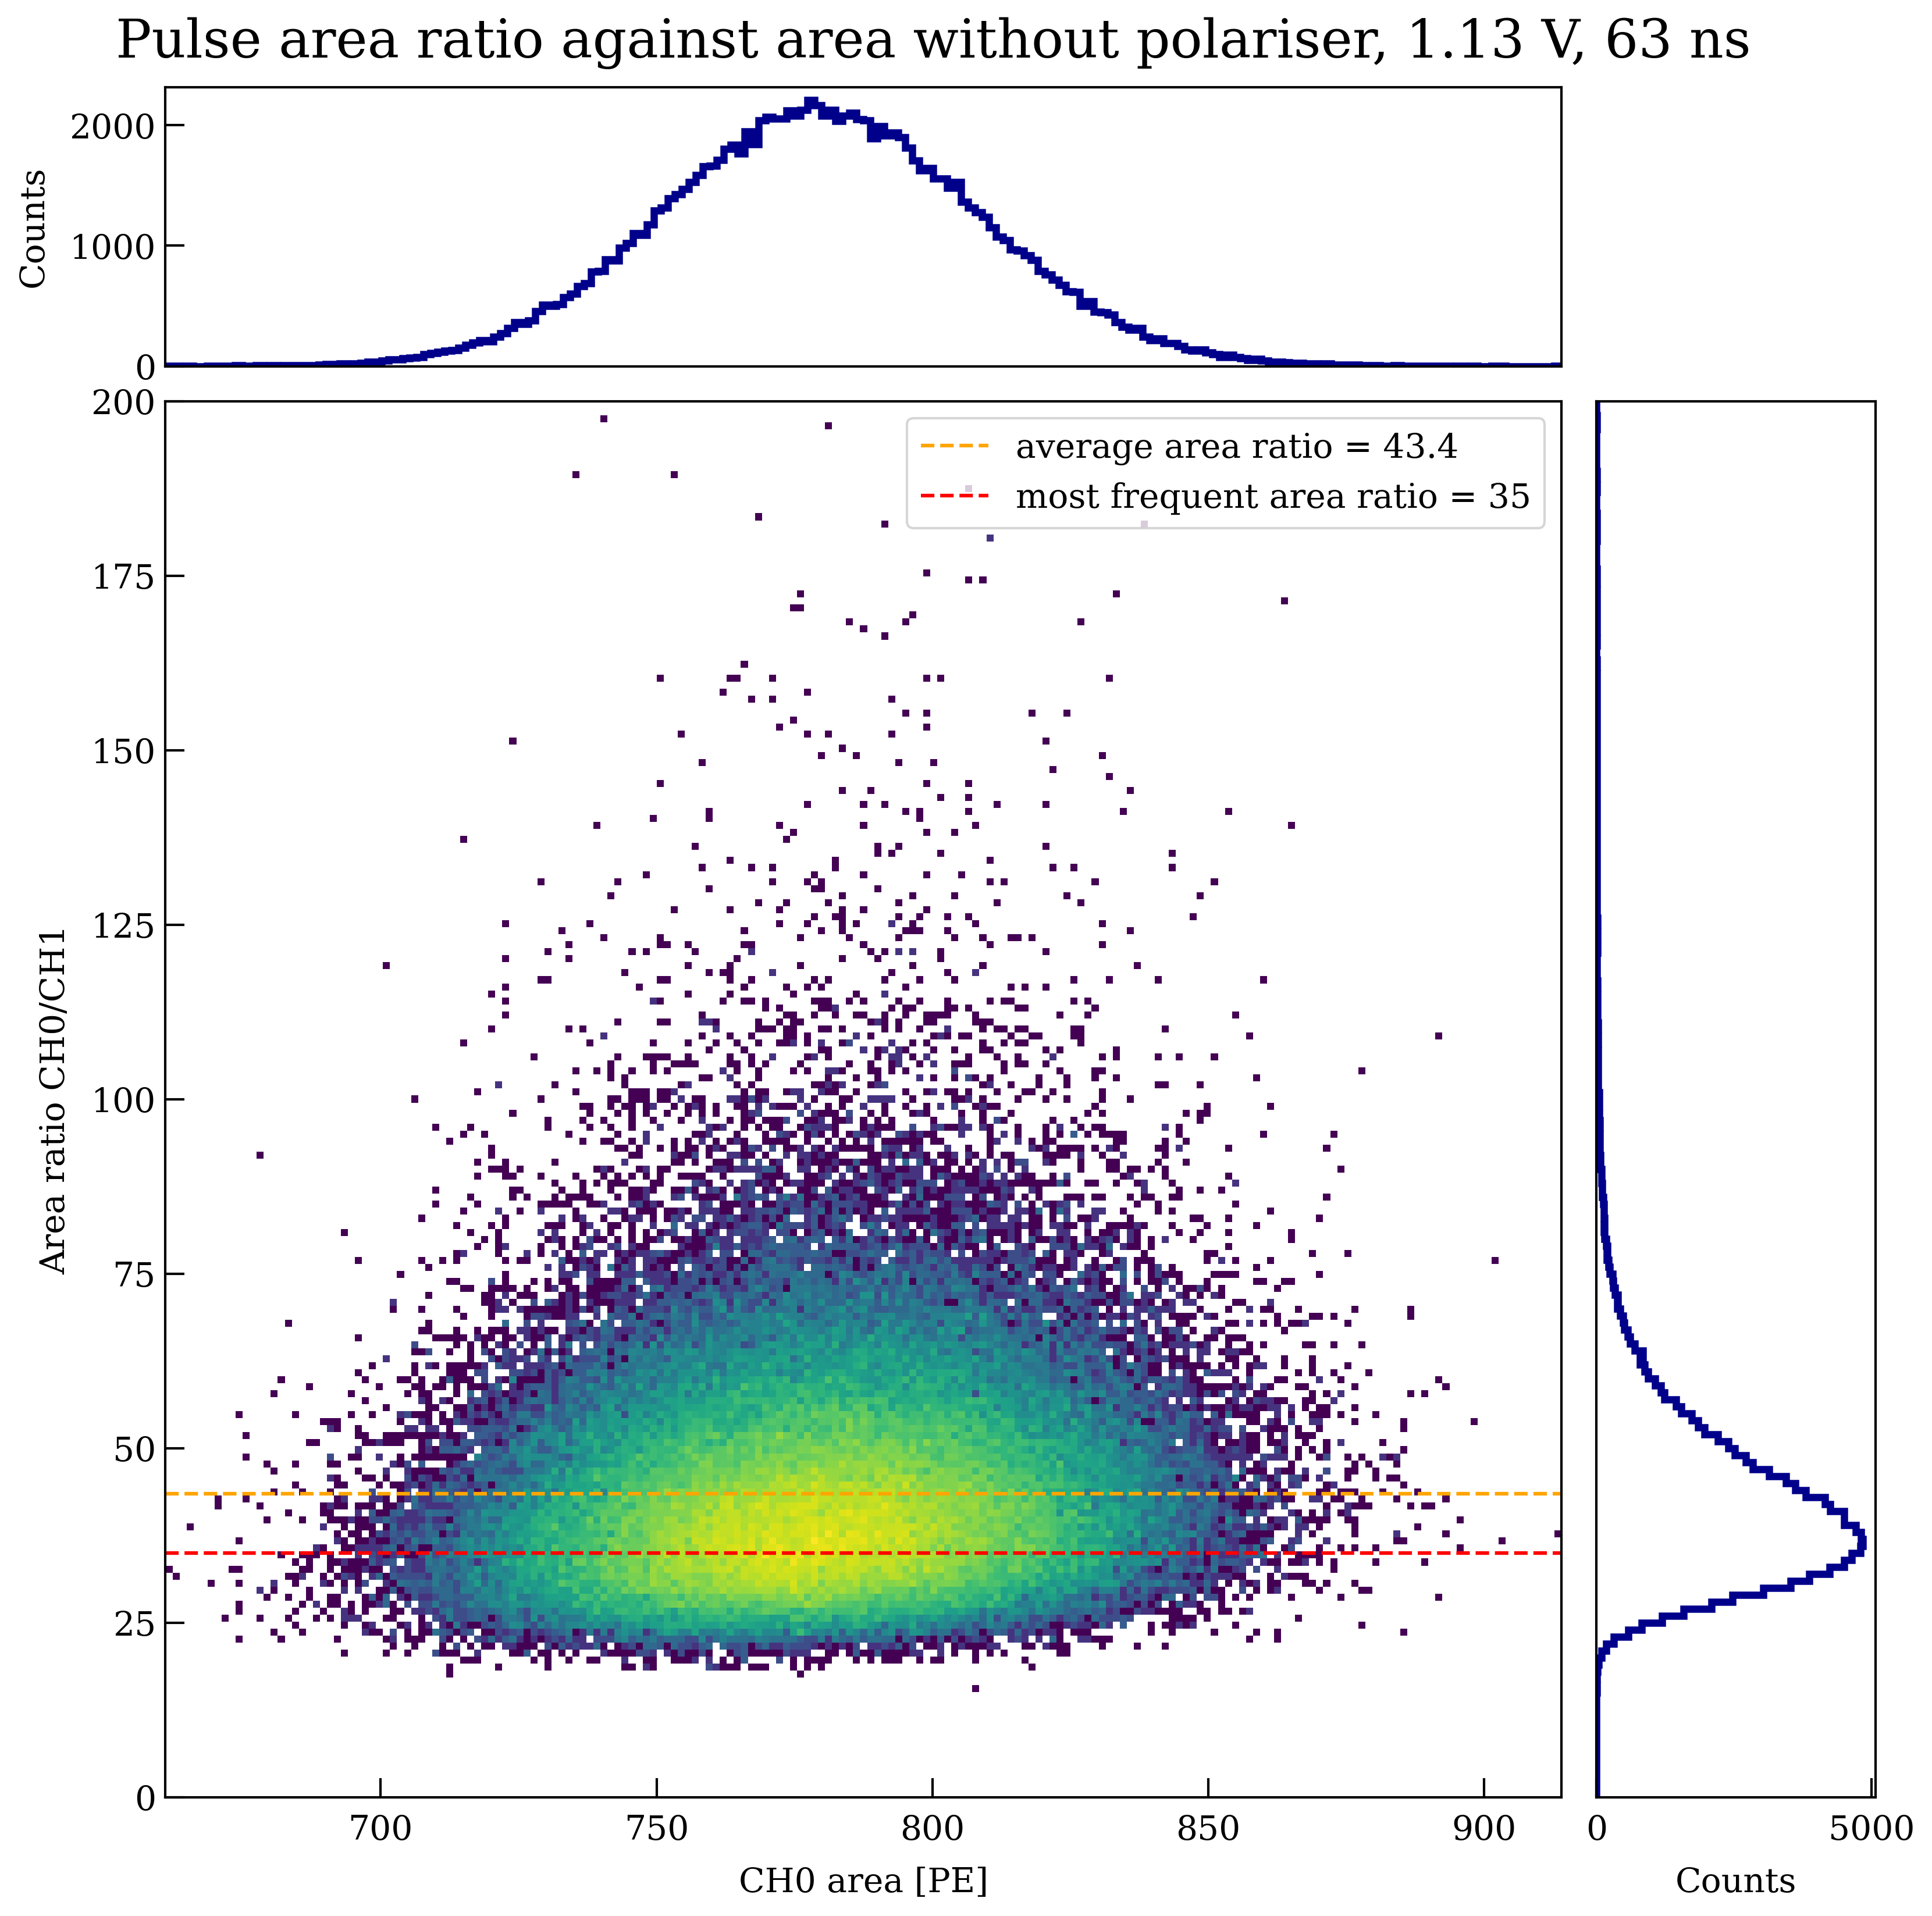 Pulse area ratio against area without polariser, 1.13 V, 63 ns
2000
1000
0
Counts
200
175
150
125
100
75
50
25
0
Area ratio CH0/CH1
average area ratio = 43.4
most frequent area ratio = 35
700
750
800
850
900
CH0 area [PE]
0
5000
Counts